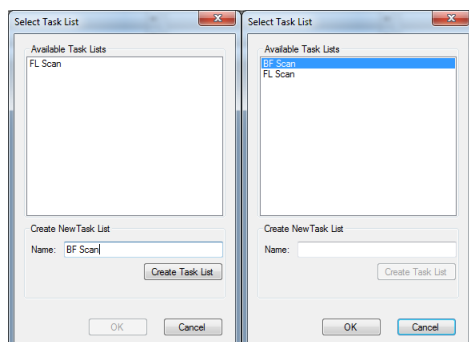 Select Task List
Available Task Lists
FL Scan
Create NewTask List
Name: BF Scan
Create Task List
OK Cancel
Select Task List
Available Task Lists
BF Scan
FL Scan
Create NewTask List
Name:
Create Task List
OK Cancel